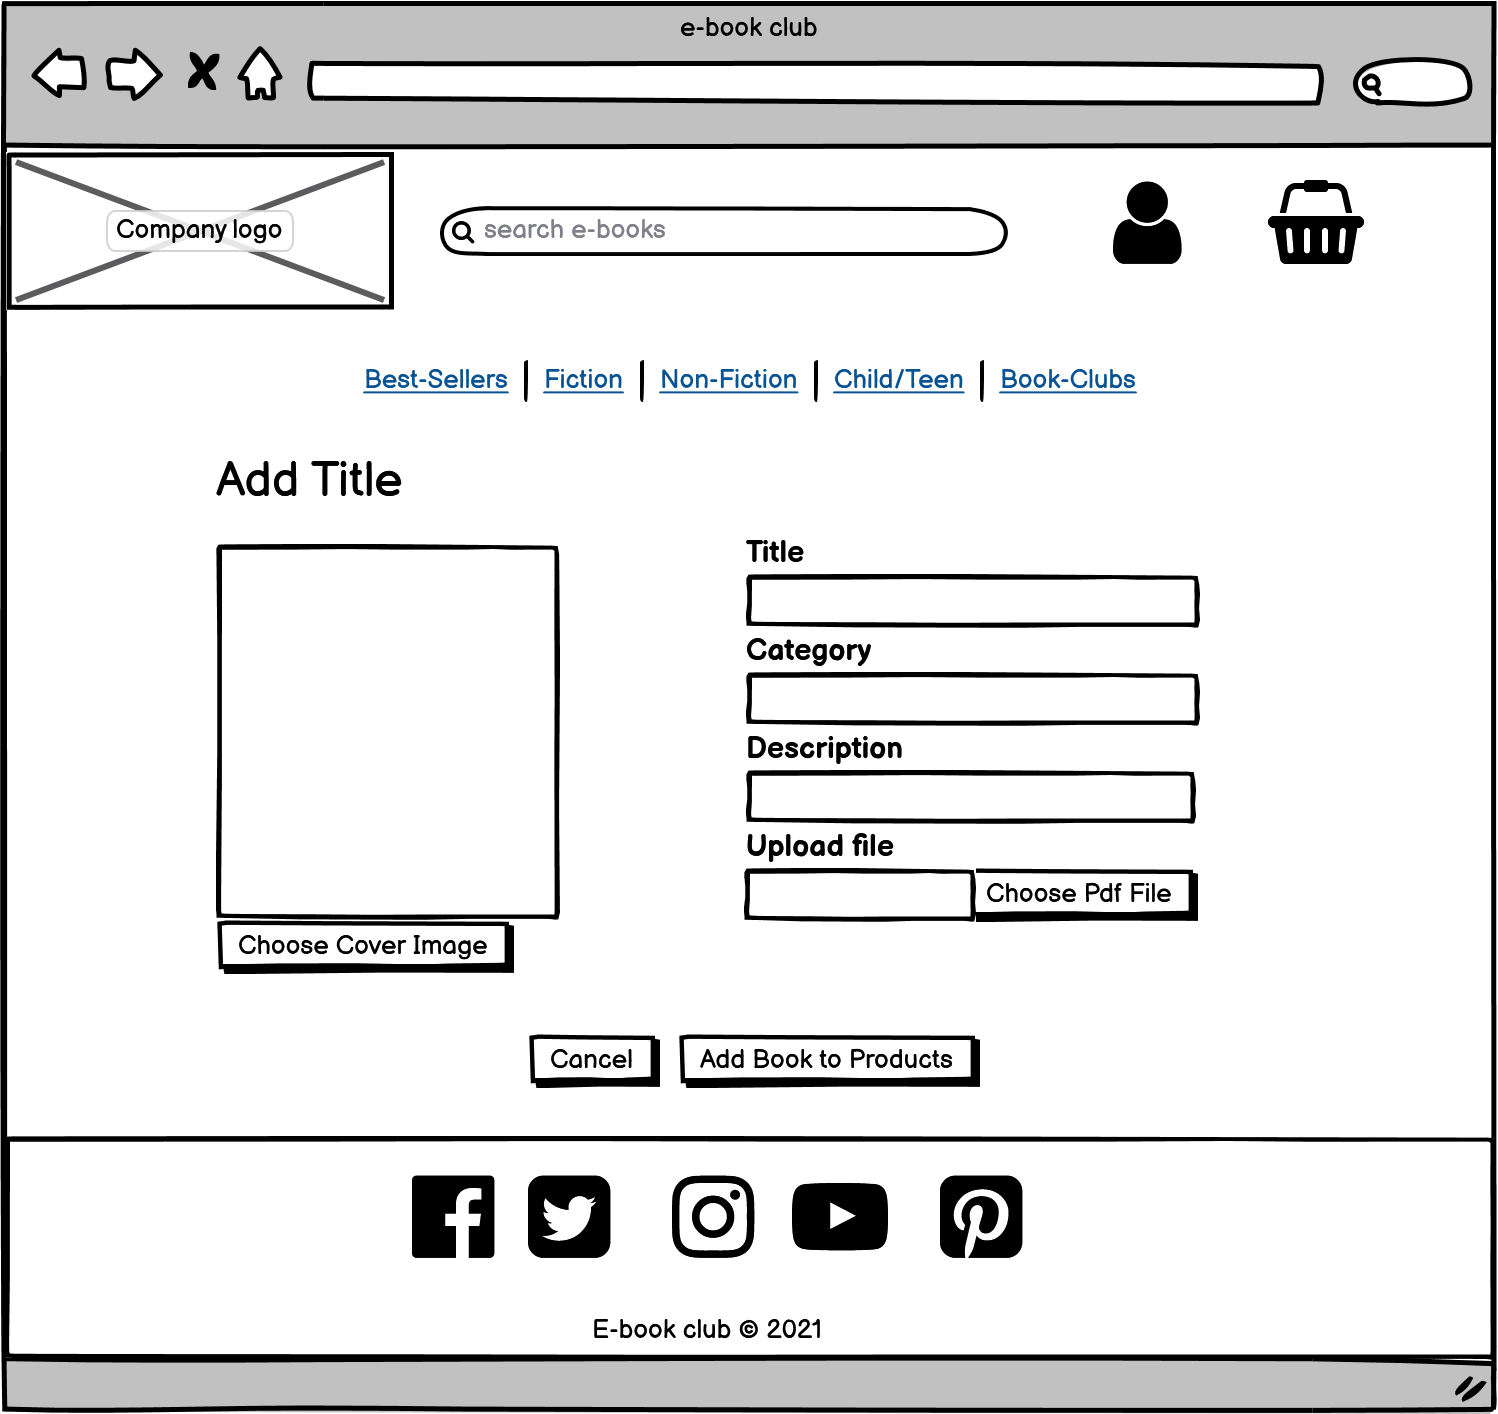 e-book club
Company logo
search e-books
Best-Sellers | Fiction | Non-Fiction | Child/Teen | Book-Clubs
Add Title
Title
Category
Description
Upload file
Choose Pdf File
Choose Cover Image
Cancel
Add Book to Products
E-book club © 2021